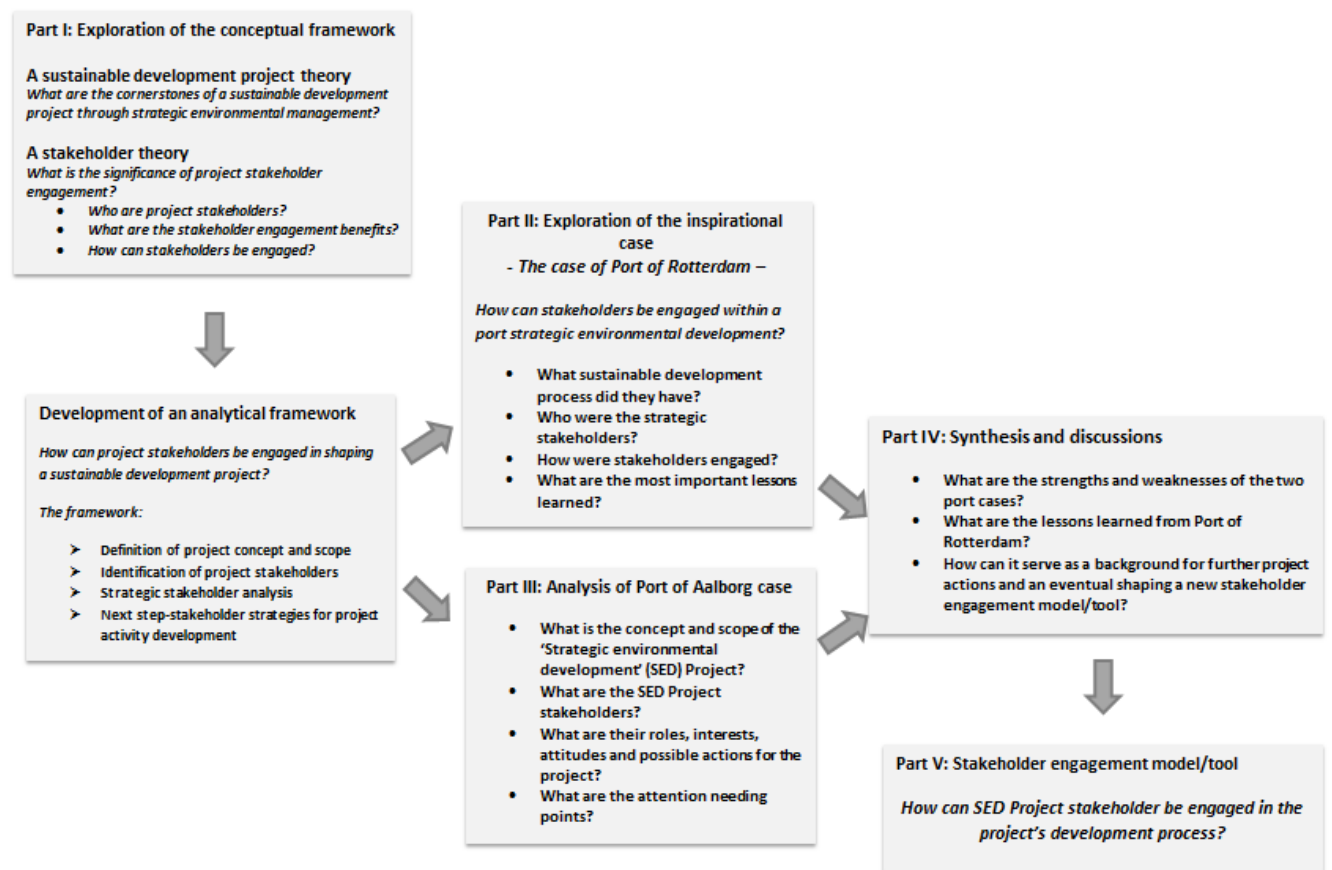 Part I: Exploration of the conceptual framework
A sustainable development project theory
What are the cornerstones of a sustainable development
project through strategic environmental management?
A stakeholder theory
What is the significance of project stakeholder
engagement?
• Who are project stakeholders?
• What are the stakeholder engagement benefits?
• How can stakeholders be engaged?
Development of an analytical framework
How can project stakeholders be engaged in shaping
a sustainable development project?
The framework:
➤ Definition of project concept and scope
➤ Identification of project stakeholders
➤ Strategic stakeholder analysis
➤ Next step-stakeholder strategies for project
activity development
Part II: Exploration of the inspirational
case
- The case of Port of Rotterdam –
How can stakeholders be engaged within a
port strategic environmental development?
• What sustainable development
process did they have?
• Who were the strategic
stakeholders?
• How were stakeholders engaged?
• What are the most important lessons
learned?
Part III: Analysis of Port of Aalborg case
• What is the concept and scope of the
‘Strategic environmental
development’ (SED) Project?
• What are the SED Project
stakeholders?
• What are their roles, interests,
attitudes and possible actions for the
project?
• What are the attention needing
points?
Part IV: Synthesis and discussions
• What are the strengths and weaknesses of the two
port cases?
• What are the lessons learned from Port of
Rotterdam?
• How can it serve as a background for further project
actions and an eventual shaping a new stakeholder
engagement model/tool?
Part V: Stakeholder engagement model/tool
How can SED Project stakeholder be engaged in the
project’s development process?